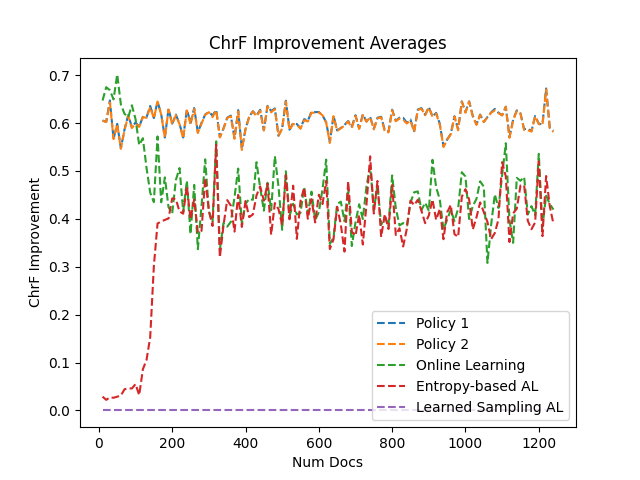 ChrF Improvement Averages
ChrF Improvement
0.7
0.6
0.5
0.4
0.3
0.2
0.1
0.0
Policy 1
Policy 2
Online Learning
Entropy-based AL
Learned Sampling AL
0 200 400 600 800 1000 1200
Num Docs